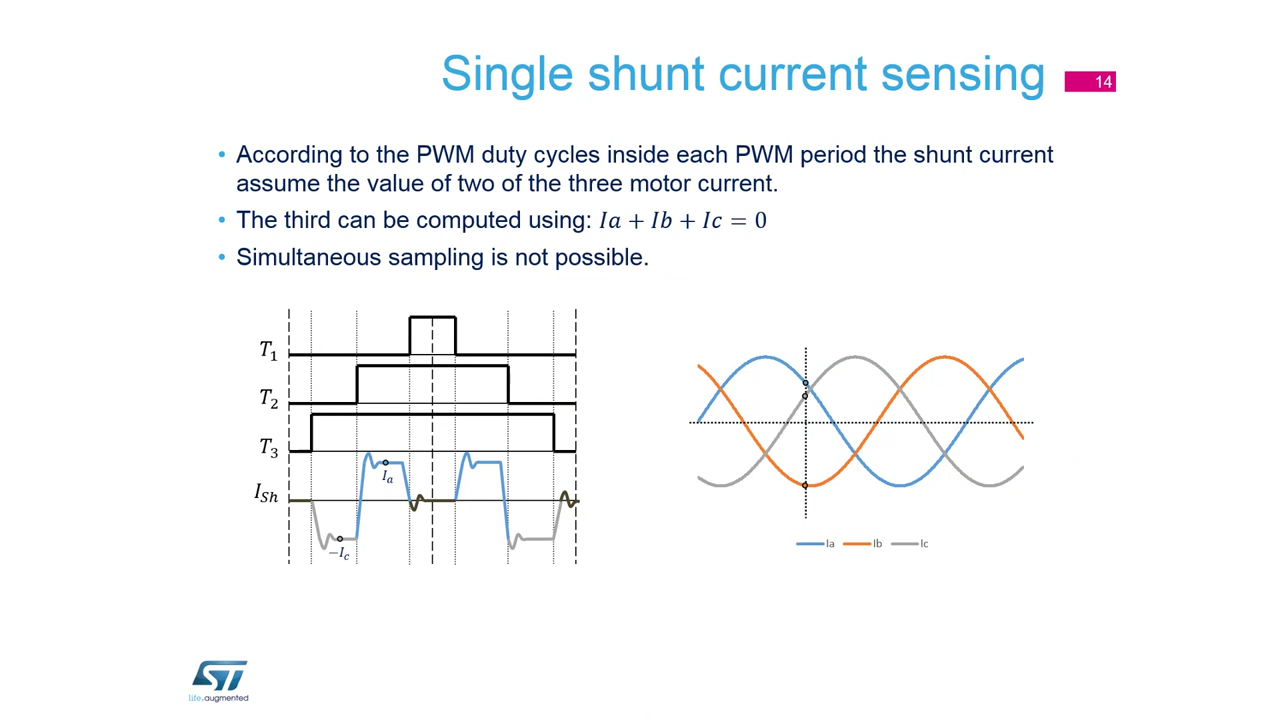 Single shunt current sensing
14
• According to the PWM duty cycles inside each PWM period the shunt current
assume the value of two of the three motor current.
• The third can be computed using: Ia + Ib + Ic = 0
• Simultaneous sampling is not possible.
T1
T2
T3
Ia
ISh
−Ic
Ia Ib Ic
ST
life.augmented